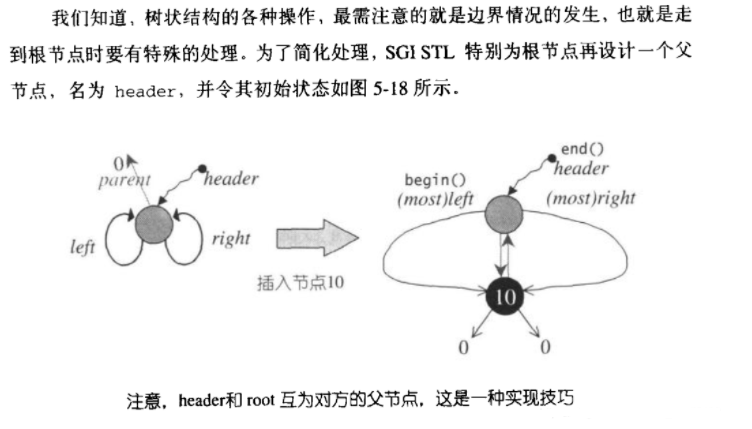 我们知道，树状结构的各种操作，最需注意的就是边界情况的发生，也就是走
到根节点时要有特殊的处理。为了简化处理，SGI STL 特别为根节点再设计一个父
节点，名为 header，并令其初始状态如图 5-18 所示。
0
parent
header
left
right
插入节点10
end()
header
begin()
(most)left
(most)right
10
0
0
注意，header和 root 互为对方的父节点，这是一种实现技巧